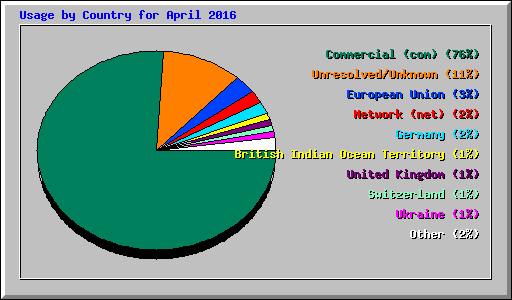 Usage by Country for April 2016
Commercial (com) (76%)
Unresolved/Unknown (11%)
European Union (3%)
Network (net) (2%)
Germany (2%)
British Indian Ocean Territory (1%)
United Kingdom (1%)
Switzerland (1%)
Ukraine (1%)
Other (2%)